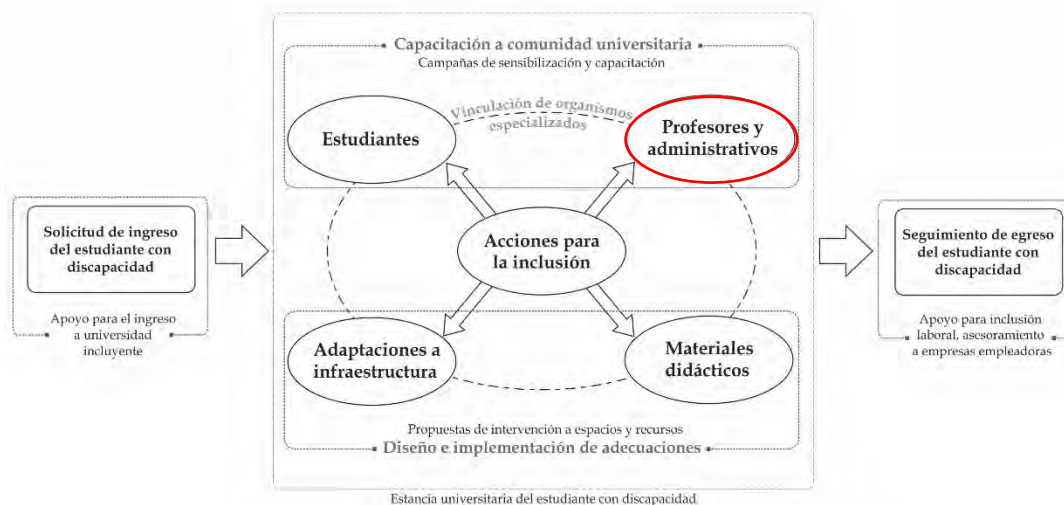 Capacitación a comunidad universitaria
Campañas de sensibilización y capacitación
Vinculación de organismos
especializados
Estudiantes
Profesores y
administrativos
Solicitud de ingreso
del estudiante con
discapacidad
Apoyo para el ingreso
a universidad
incluyente
Acciones para
la inclusión
Seguimiento de egreso
del estudiante con
discapacidad
Apoyo para inclusión
laboral, asesoramiento
a empresas empleadoras
Adaptaciones a
infraestructura
Materiales
didácticos
Propuestas de intervención a espacios y recursos
Diseño e implementación de adecuaciones
Estancia universitaria del estudiante con discapacidad